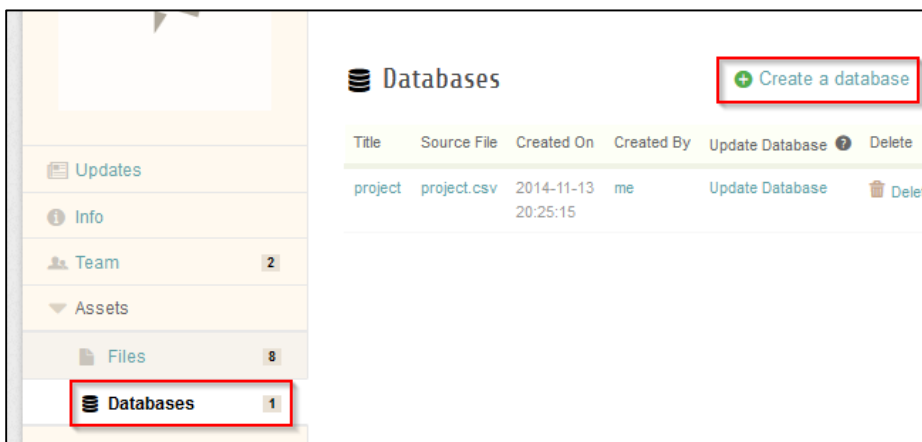 Databases
Create a database
Title Source File Created On Created By Update Database ? Delete
project project.csv 2014-11-13 me Update Database
20:25:15
Updates
Info
Team 2
Assets
Files 8
Databases 1